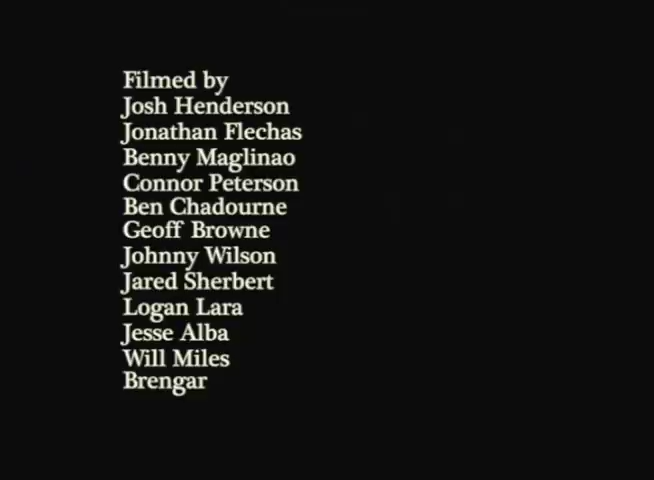 Filmed by
Josh Henderson
Jonathan Flechas
Benny Maglinao
Connor Peterson
Ben Chadourne
Geoff Browne
Johnny Wilson
Jared Sherbert
Logan Lara
Jesse Alba
Will Miles
Brengar